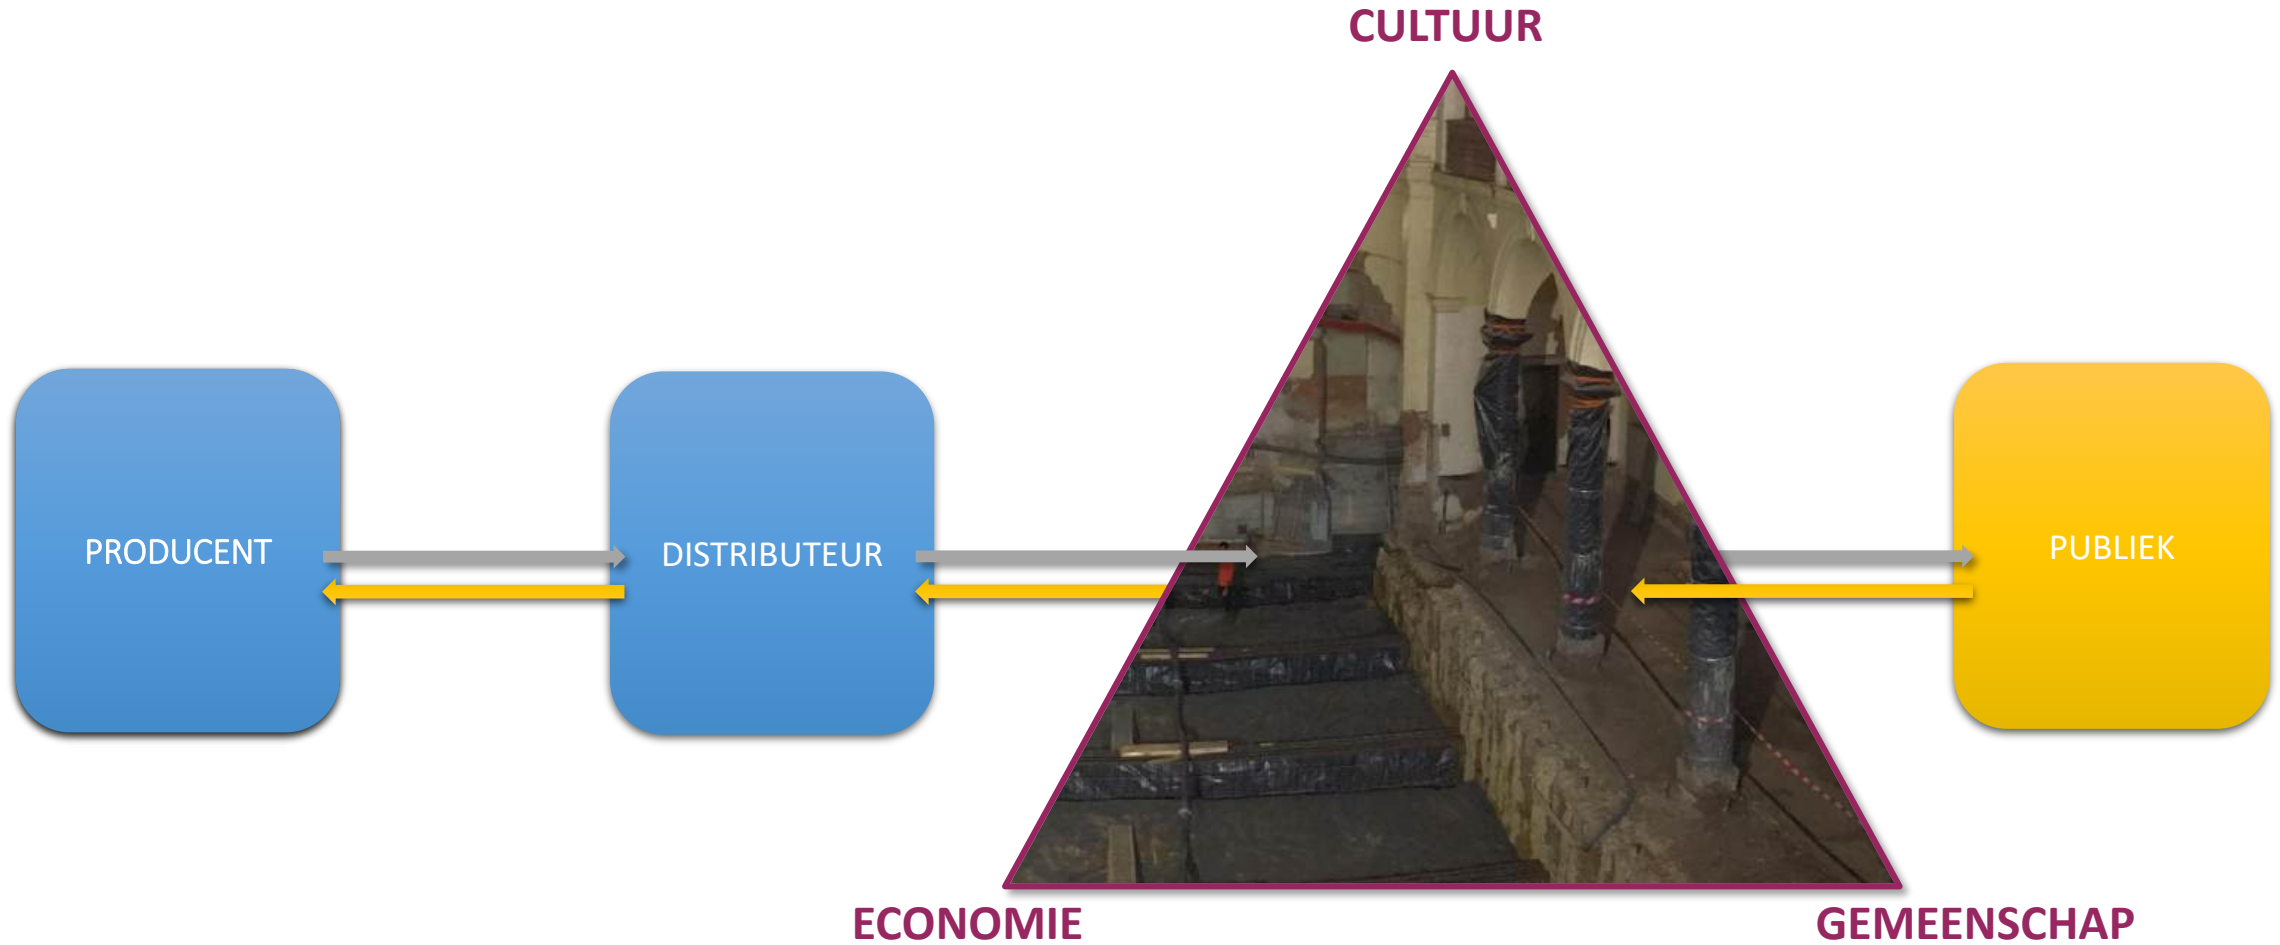 CULTUUR
PRODUCENT
DISTRIBUTEUR
PUBLIEK
ECONOMIE
GEMEENSCHAP